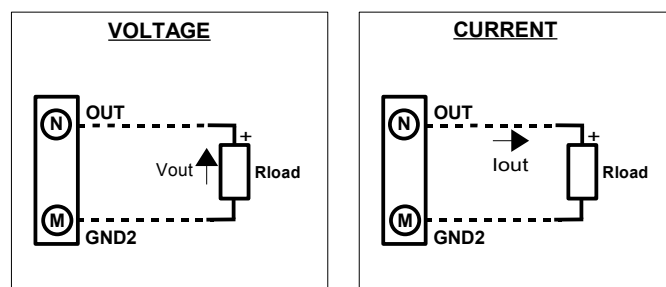 VOLTAGE
N
OUT
+
Vout
Rload
M
GND2
CURRENT
N
OUT
+
Iout
Rload
M
GND2